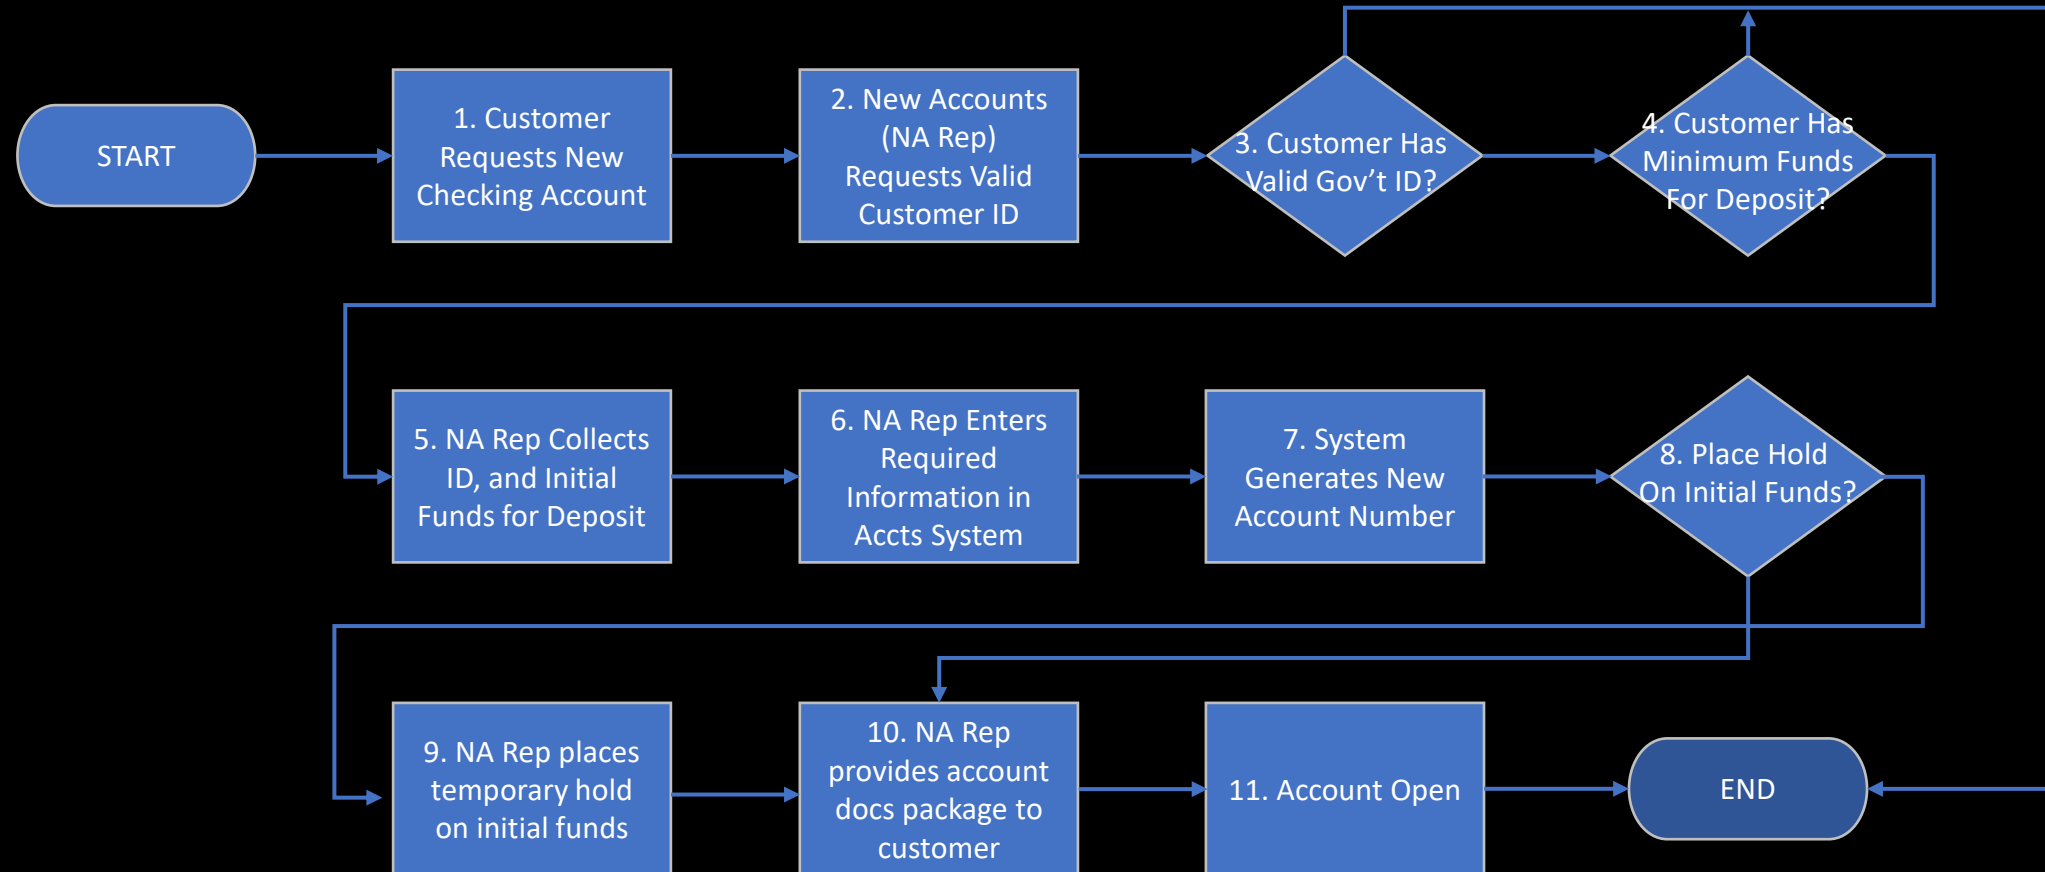 START
1. Customer
Requests New
Checking Account
2. New Accounts
(NA Rep)
Requests Valid
Customer ID
3. Customer Has
Valid Gov’t ID?
4. Customer Has
Minimum Funds
For Deposit?
5. NA Rep Collects
ID, and Initial
Funds for Deposit
6. NA Rep Enters
Required
Information in
Accts System
7. System
Generates New
Account Number
8. Place Hold
On Initial Funds?
9. NA Rep places
temporary hold
on initial funds
10. NA Rep
provides account
docs package to
customer
11. Account Open
END